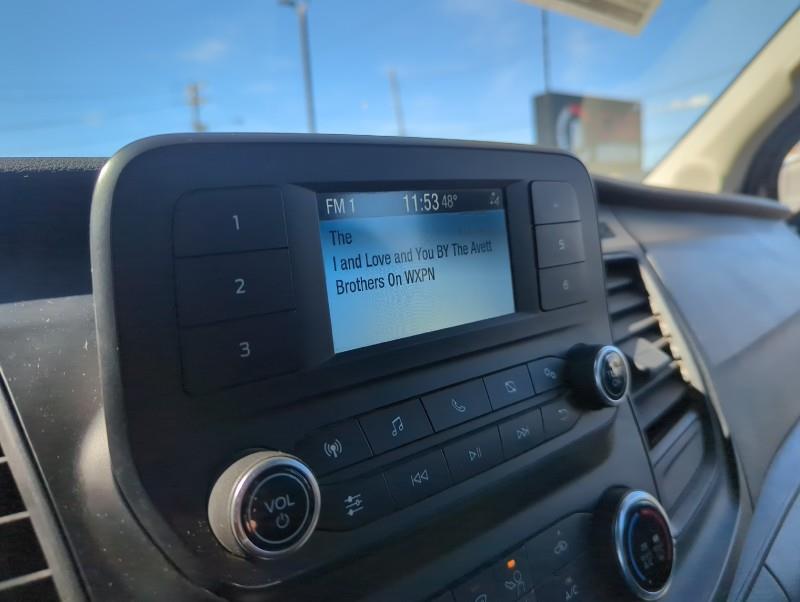 FM 1 11:53 48°
The
I and Love and You BY The Avett
Brothers On WXPN
1
2
3
5
6
VOL
A/C